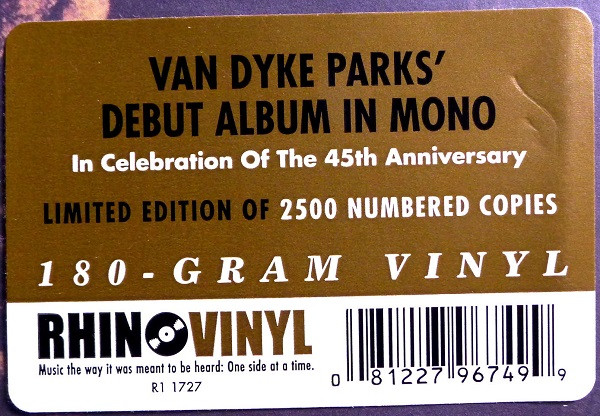 VAN DYKE PARKS'
DEBUT ALBUM IN MONO
In Celebration Of The 45th Anniversary
LIMITED EDITION OF 2500 NUMBERED COPIES
180-GRAM VINYL
RHINO VINYL
Music the way it was meant to be heard: One side at a time.
R1 1727
0 81227 96749 9